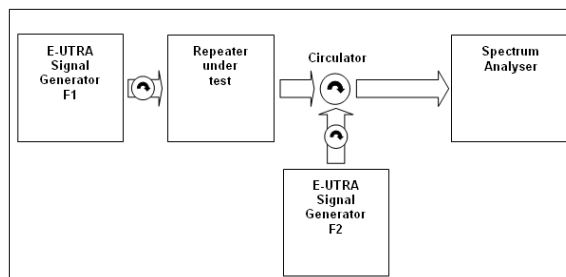 E-UTRA
Signal
Generator
F1
Repeater
under
test
Circulator
Spectrum
Analyser
E-UTRA
Signal
Generator
F2